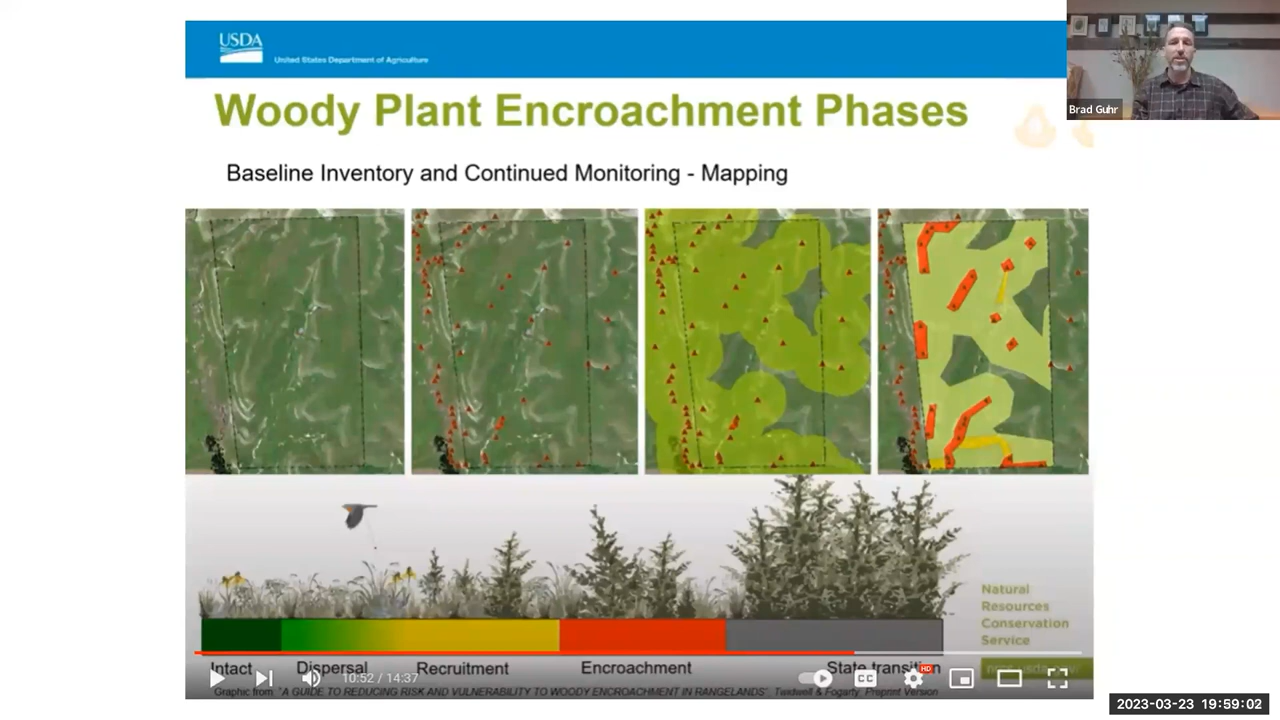 USDA
United States Department of Agriculture
Woody Plant Encroachment Phases
Brad Guhr
Baseline Inventory and Continued Monitoring - Mapping
Natural
Resources
Conservation
Service
Intact
Dispersal
Recruitment
Encroachment
State transition
10:52 / 14:37
CC
HD
Graphic from "A GUIDE TO REDUCING RISK AND VULNERABILITY TO WOODY ENCROACHMENT IN RANGELANDS". Twidwell & Fogarty. Preprint Version
2023-03-23 19:59:02